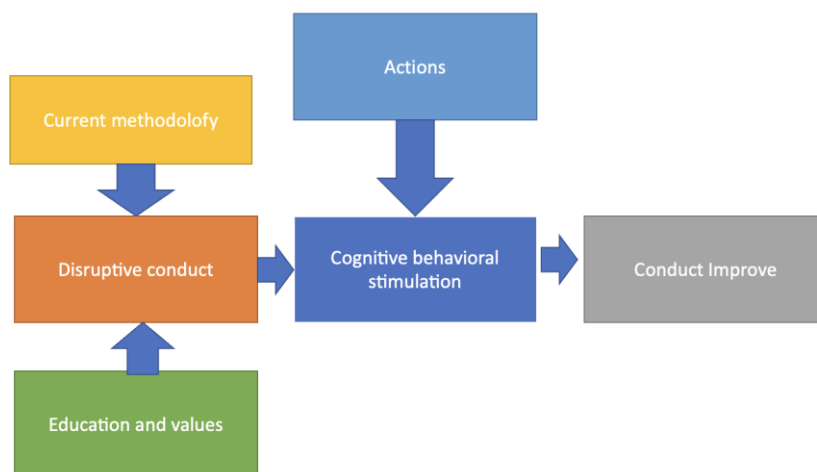 Actions
Current methodolofy
Disruptive conduct
Cognitive behavioral
stimulation
Conduct Improve
Education and values